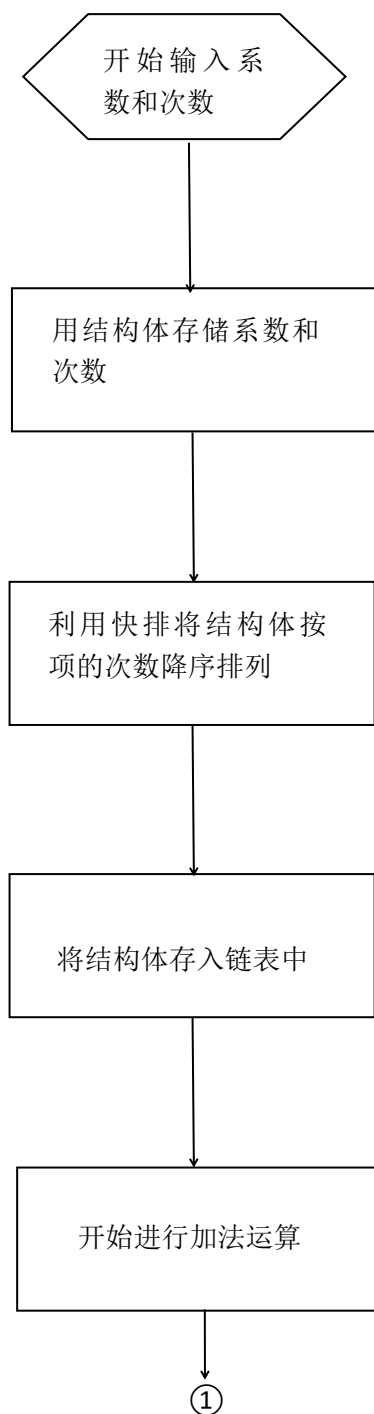 开始输入系
数和次数
用结构体存储系数和
次数
利用快排将结构体按
项的次数降序排列
将结构体存入链表中
开始进行加法运算
①